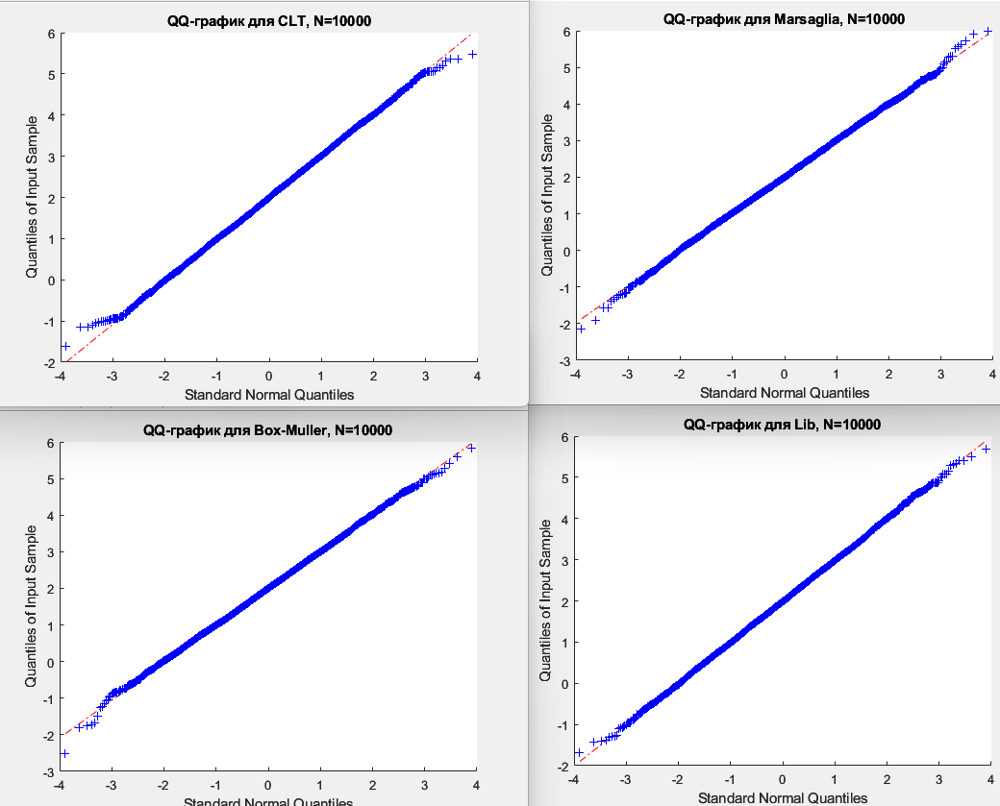 QQ-график для CLT, N=10000
6
5
4
3
2
1
0
-1
-2
Quantiles of Input Sample
-4 -3 -2 -1 0 1 2 3 4
Standard Normal Quantiles
QQ-график для Marsaglia, N=10000
6
5
4
3
2
1
0
-1
-2
-3
Quantiles of Input Sample
-4 -3 -2 -1 0 1 2 3 4
Standard Normal Quantiles
QQ-график для Box-Muller, N=10000
6
5
4
3
2
1
0
-1
-2
-3
Quantiles of Input Sample
-4 -3 -2 -1 0 1 2 3 4
Standard Normal Quantiles
QQ-график для Lib, N=10000
6
5
4
3
2
1
0
-1
-2
Quantiles of Input Sample
-4 -3 -2 -1 0 1 2 3 4
Standard Normal Quantiles